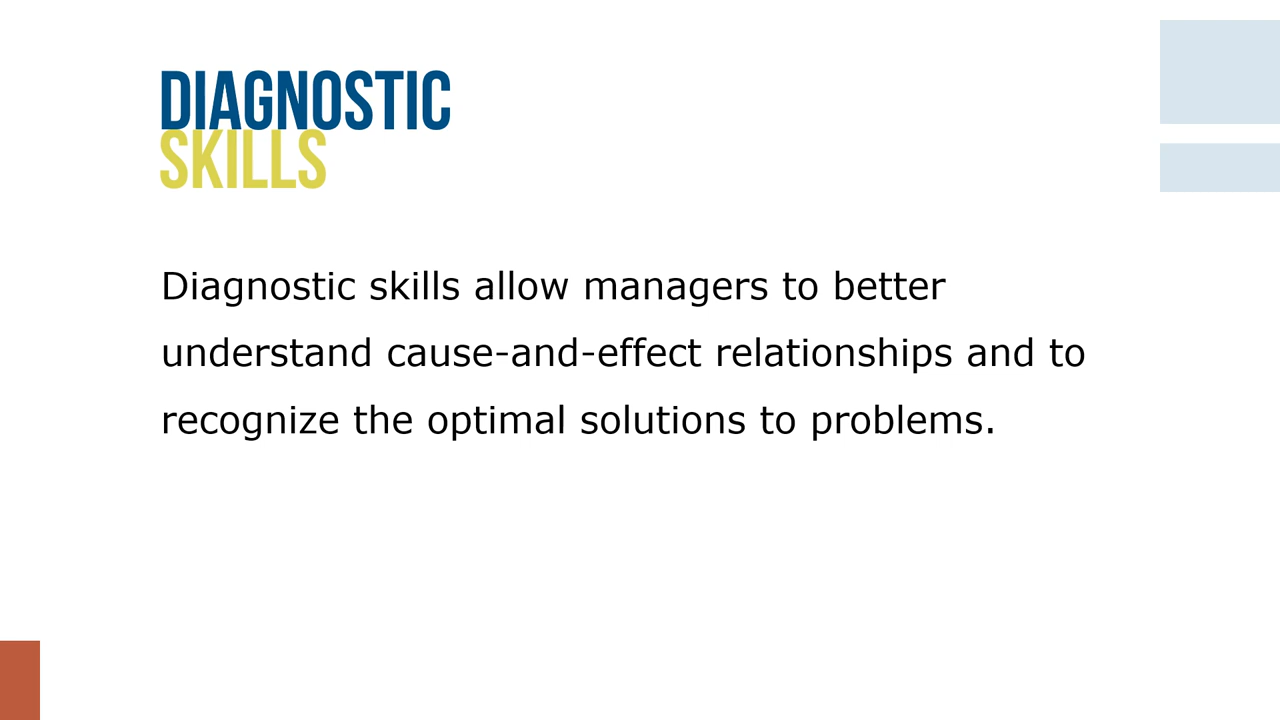 DIAGNOSTIC
SKILLS
Diagnostic skills allow managers to better
understand cause-and-effect relationships and to
recognize the optimal solutions to problems.